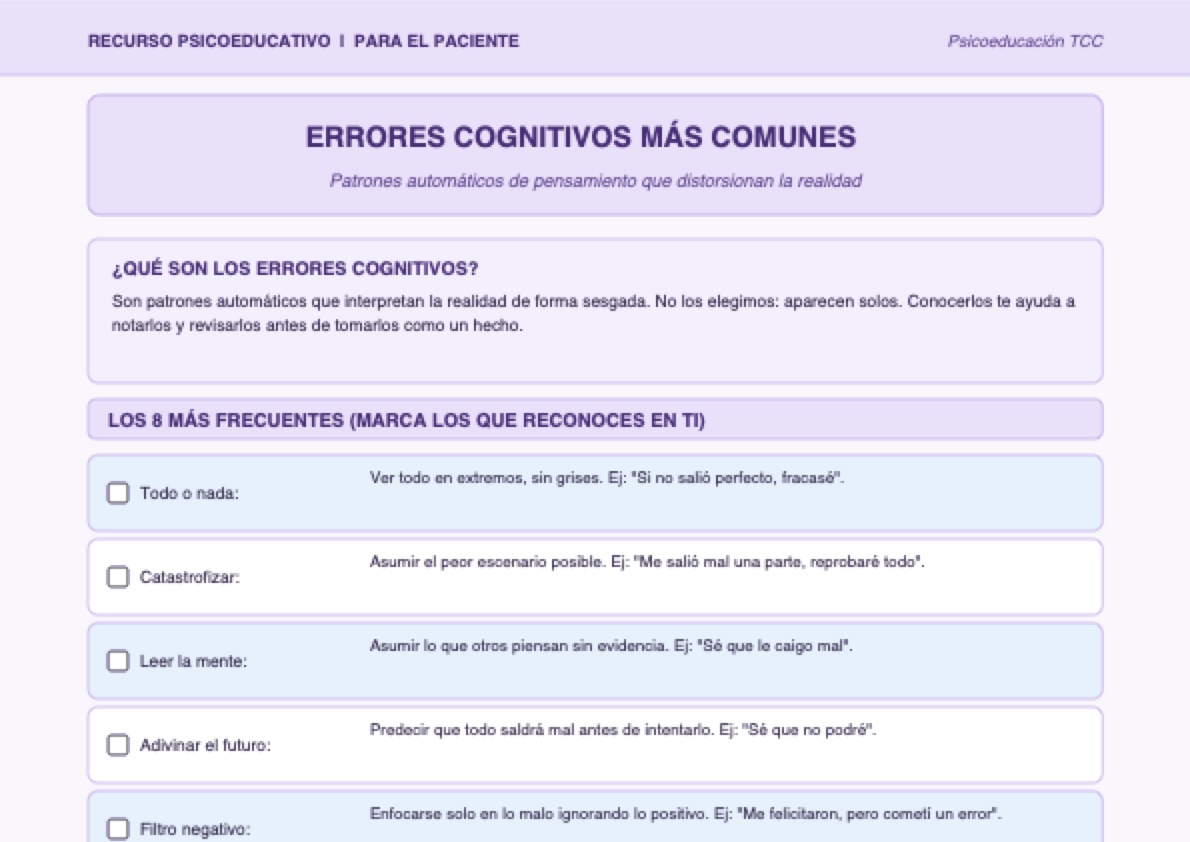 RECURSO PSICOEDUCATIVO | PARA EL PACIENTE
Psicoeducación TCC
ERRORES COGNITIVOS MÁS COMUNES
Patrones automáticos de pensamiento que distorsionan la realidad
¿QUÉ SON LOS ERRORES COGNITIVOS?
Son patrones automáticos que interpretan la realidad de forma sesgada. No los elegimos: aparecen solos. Conocerlos te ayuda a
notarlos y revisarlos antes de tomarlos como un hecho.
LOS 8 MÁS FRECUENTES (MARCA LOS QUE RECONOCES EN TI)
Todo o nada:
Ver todo en extremos, sin grises. Ej: "Si no salió perfecto, fracasé".
Catastrofizar:
Asumir el peor escenario posible. Ej: "Me salió mal una parte, reprobaré todo".
Leer la mente:
Asumir lo que otros piensan sin evidencia. Ej: "Sé que le caigo mal".
Adivinar el futuro:
Predecir que todo saldrá mal antes de intentarlo. Ej: "Sé que no podré".
Filtro negativo:
Enfocarse solo en lo malo ignorando lo positivo. Ej: "Me felicitaron, pero cometí un error".